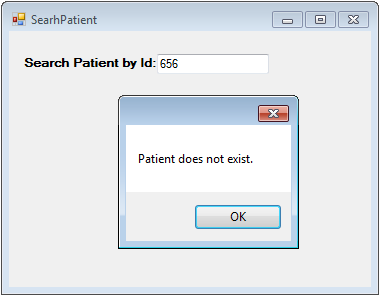 SearhPatient
Search Patient by Id: 656
Patient does not exist.
OK